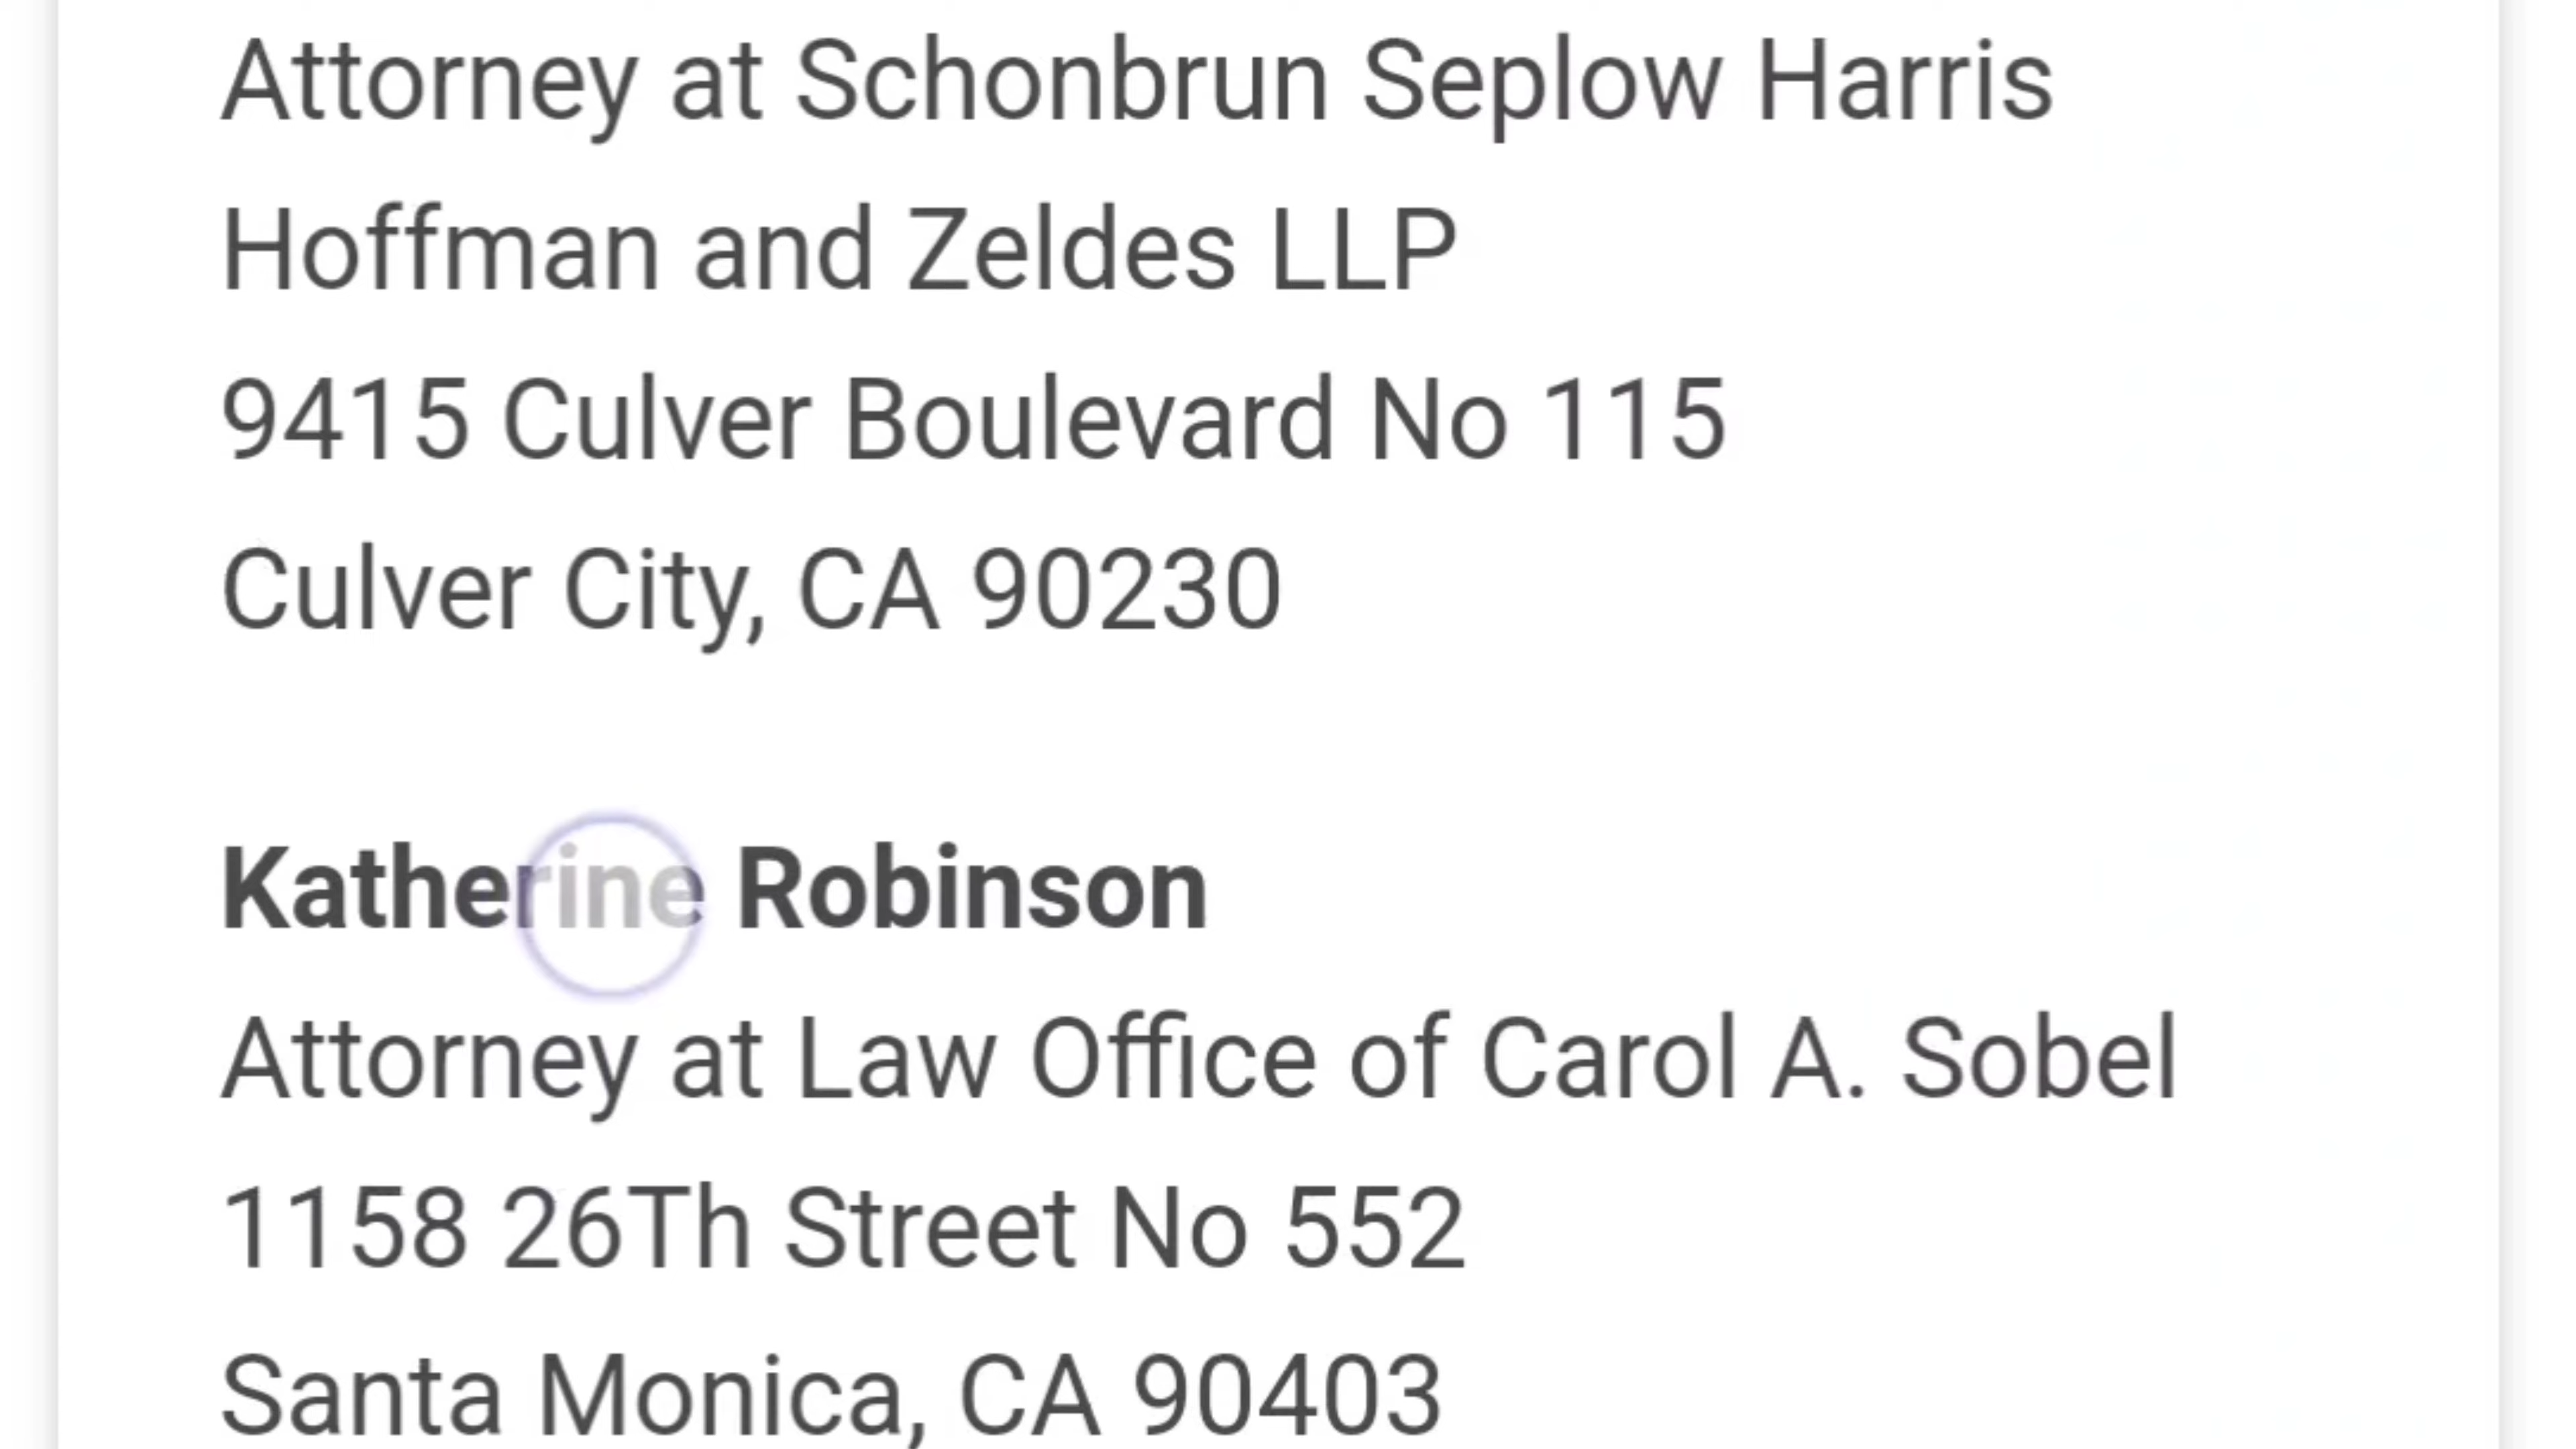 Attorney at Schonbrun Seplow Harris
Hoffman and Zeldes LLP
9415 Culver Boulevard No 115
Culver City, CA 90230
Katherine Robinson
Attorney at Law Office of Carol A. Sobel
1158 26Th Street No 552
Santa Monica, CA 90403